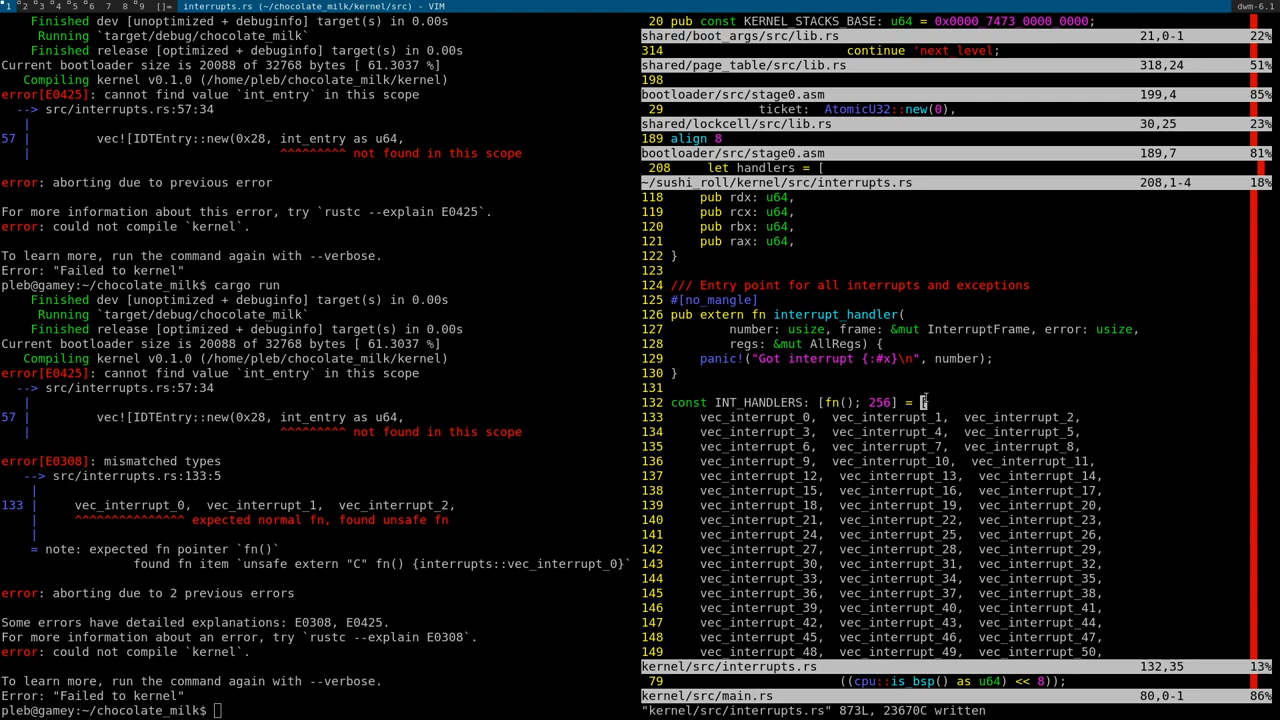 1 2 3 4 5 6 7 8 9 []= interrupts.rs (~/chocolate_milk/kernel/src) - VIM dwm-6.1
Finished dev [unoptimized + debuginfo] target(s) in 0.00s
Running `target/debug/chocolate_milk`
Finished release [optimized + debuginfo] target(s) in 0.00s
Current bootloader size is 20088 of 32768 bytes [ 61.3037% ]
Compiling kernel v0.1.0 (/home/pleb/chocolate_milk/kernel)
error[E0425]: cannot find value `int_entry` in this scope
--> src/interrupts.rs:57:34
|
57 |         vec![IDTEntry::new(0x28, int_entry as u64,
|                                  ^^^^^^^^^ not found in this scope
error: aborting due to previous error
For more information about this error, try `rustc --explain E0425`.
error: could not compile `kernel`.
To learn more, run the command again with --verbose.
Error: "Failed to kernel"
pleb@gamey:~/chocolate_milk$ cargo run
Finished dev [unoptimized + debuginfo] target(s) in 0.00s
Running `target/debug/chocolate_milk`
Finished release [optimized + debuginfo] target(s) in 0.00s
Current bootloader size is 20088 of 32768 bytes [ 61.3037% ]
Compiling kernel v0.1.0 (/home/pleb/chocolate_milk/kernel)
error[E0425]: cannot find value `int_entry` in this scope
--> src/interrupts.rs:57:34
|
57 |         vec![IDTEntry::new(0x28, int_entry as u64,
|                                  ^^^^^^^^^ not found in this scope
error[E0308]: mismatched types
--> src/interrupts.rs:133:5
|
133 |     vec_interrupt_0,  vec_interrupt_1,  vec_interrupt_2,
|     ^^^^^^^^^^^^^^^ expected normal fn, found unsafe fn
|
= note: expected fn pointer `fn()`
found fn item `unsafe extern "C" fn() {interrupts::vec_interrupt_0}`
error: aborting due to 2 previous errors
Some errors have detailed explanations: E0308, E0425.
For more information about an error, try `rustc --explain E0308`.
error: could not compile `kernel`.
To learn more, run the command again with --verbose.
Error: "Failed to kernel"
pleb@gamey:~/chocolate_milk$
20 pub const KERNEL_STACKS_BASE: u64 = 0x0000_7473_0000_0000;
shared/boot_args/src/lib.rs 21,0-1 22%
314 continue 'next_level;
shared/page_table/src/lib.rs 318,24 51%
198
bootloader/src/stage0.asm 199,4 85%
29 ticket: AtomicU32::new(0),
shared/lockcell/src/lib.rs 30,25 23%
189 align 8
bootloader/src/stage0.asm 189,7 81%
208 let handlers = [
~/sushi_roll/kernel/src/interrupts.rs 208,1-4 18%
118 pub rdx: u64,
119 pub rcx: u64,
120 pub rbx: u64,
121 pub rax: u64,
122 }
123
124 /// Entry point for all interrupts and exceptions
125 #[no_mangle]
126 pub extern fn interrupt_handler(
127 number: usize, frame: &mut InterruptFrame, error: usize,
128 regs: &mut AllRegs) {
129 panic!("Got interrupt {:#x}\n", number);
130 }
131
132 const INT_HANDLERS: [fn(); 256] = [
133 vec_interrupt_0, vec_interrupt_1, vec_interrupt_2,
134 vec_interrupt_3, vec_interrupt_4, vec_interrupt_5,
135 vec_interrupt_6, vec_interrupt_7, vec_interrupt_8,
136 vec_interrupt_9, vec_interrupt_10, vec_interrupt_11,
137 vec_interrupt_12, vec_interrupt_13, vec_interrupt_14,
138 vec_interrupt_15, vec_interrupt_16, vec_interrupt_17,
139 vec_interrupt_18, vec_interrupt_19, vec_interrupt_20,
140 vec_interrupt_21, vec_interrupt_22, vec_interrupt_23,
141 vec_interrupt_24, vec_interrupt_25, vec_interrupt_26,
142 vec_interrupt_27, vec_interrupt_28, vec_interrupt_29,
143 vec_interrupt_30, vec_interrupt_31, vec_interrupt_32,
144 vec_interrupt_33, vec_interrupt_34, vec_interrupt_35,
145 vec_interrupt_36, vec_interrupt_37, vec_interrupt_38,
146 vec_interrupt_39, vec_interrupt_40, vec_interrupt_41,
147 vec_interrupt_42, vec_interrupt_43, vec_interrupt_44,
148 vec_interrupt_45, vec_interrupt_46, vec_interrupt_47,
149 vec_interrupt_48, vec_interrupt_49, vec_interrupt_50,
kernel/src/interrupts.rs 132,35 13%
79 ((cpu::is_bsp() as u64) << 8));
kernel/src/main.rs 80,0-1 86%
"kernel/src/interrupts.rs" 873L, 23670C written